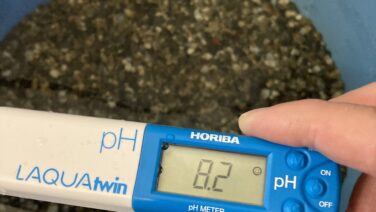 HORIBA
pH
8.2
pH
ON
LAQUAtwin
OFF
pH METER